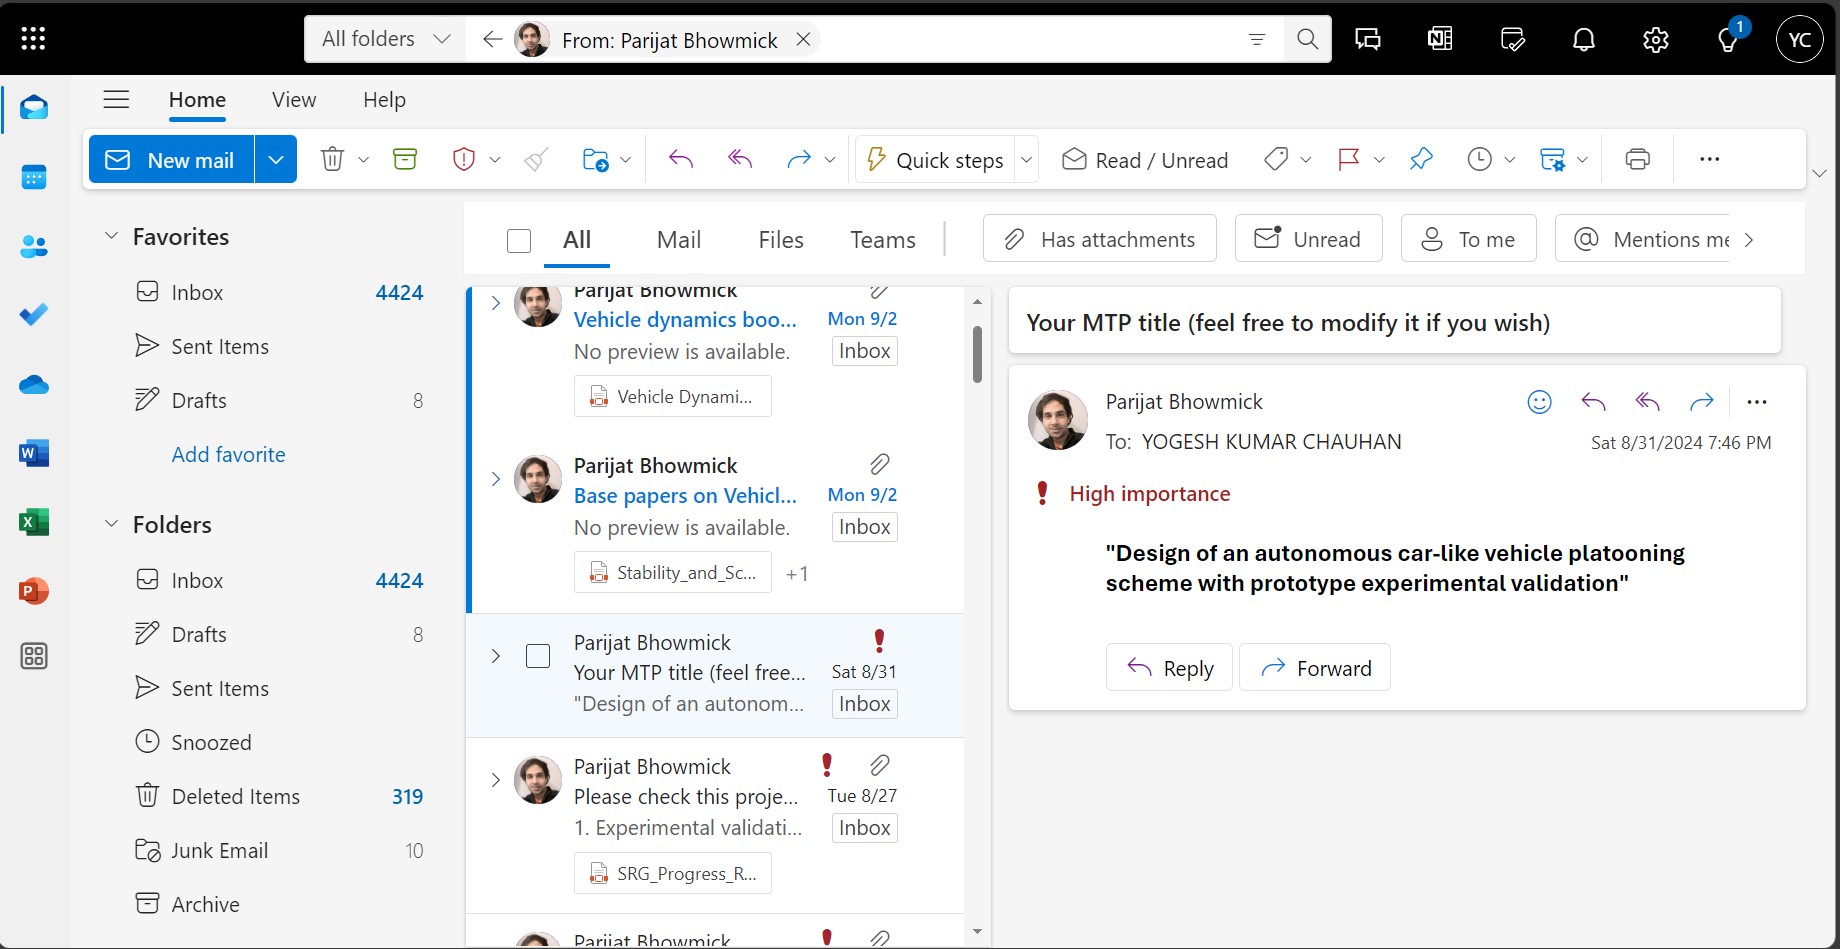 All folders
From: Parijat Bhowmick
N
1
YC
Home View Help
New mail
Quick steps
Read / Unread
Favorites
Inbox 4424
Sent Items
Drafts 8
Add favorite
Folders
Inbox 4424
Drafts 8
Sent Items
Snoozed
Deleted Items 319
Junk Email 10
Archive
W
X
P
All Mail Files Teams
Has attachments
Unread
To me
@ Mentions me
Parijat Bhowmick
Vehicle dynamics boo... Mon 9/2
No preview is available. Inbox
Vehicle Dynami...
Parijat Bhowmick
Base papers on Vehicl... Mon 9/2
No preview is available. Inbox
Stability_and_Sc... +1
Parijat Bhowmick
Your MTP title (feel free... Sat 8/31
"Design of an autonom... Inbox
Parijat Bhowmick
Please check this proje... Tue 8/27
1. Experimental validati... Inbox
SRG_Progress_R...
Parijat Bhowmick
Your MTP title (feel free to modify it if you wish)
Parijat Bhowmick
To: YOGESH KUMAR CHAUHAN
Sat 8/31/2024 7:46 PM
High importance
"Design of an autonomous car-like vehicle platooning
scheme with prototype experimental validation"
Reply
Forward